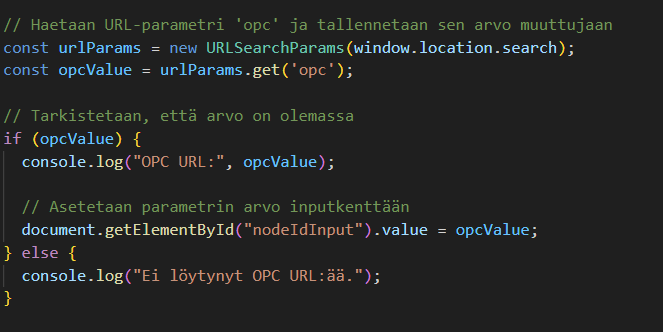 // Haetaan URL-parametri 'opc' ja tallennetaan sen arvo muuttujaan
const urlParams = new URLSearchParams(window.location.search);
const opcValue = urlParams.get('opc');
// Tarkistetaan, että arvo on olemassa
if (opcValue) {
console.log("OPC URL:", opcValue);
// Asetetaan parametrin arvo inputkenttään
document.getElementById("nodeIdInput").value = opcValue;
} else {
console.log("Ei löytynyt OPC URL:ää.");
}